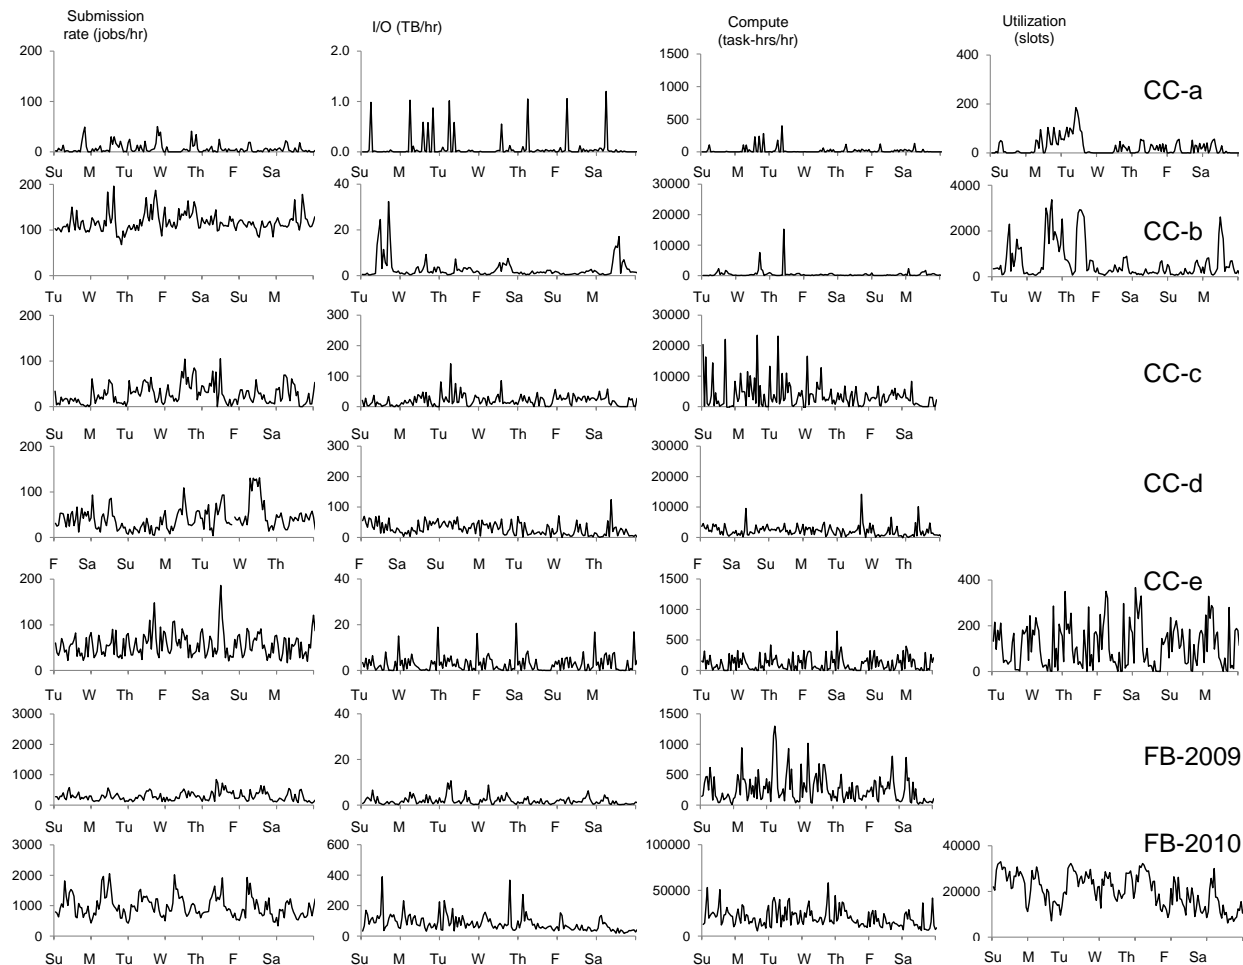 Submission
rate (jobs/hr)
I/O (TB/hr)
Compute
(task-hrs/hr)
Utilization
(slots)
200
100
0
Su M Tu W Th F Sa
2.0
1.0
0.0
Su M Tu W Th F Sa
1500
1000
500
0
Su M Tu W Th F Sa
400
200
0
Su M Tu W Th F Sa
CC-a
200
100
0
Tu W Th F Sa Su M
40
20
0
Tu W Th F Sa Su M
30000
20000
10000
0
Tu W Th F Sa Su M
4000
2000
0
Tu W Th F Sa Su M
CC-b
200
100
0
Su M Tu W Th F Sa
300
200
100
0
Su M Tu W Th F Sa
30000
20000
10000
0
Su M Tu W Th F Sa
CC-c
200
100
0
F Sa Su M Tu W Th
300
200
100
0
F Sa Su M Tu W Th
30000
20000
10000
0
F Sa Su M Tu W Th
CC-d
200
100
0
Tu W Th F Sa Su M
40
20
0
Tu W Th F Sa Su M
1500
1000
500
0
Tu W Th F Sa Su M
400
200
0
Tu W Th F Sa Su M
CC-e
3000
2000
1000
0
Su M Tu W Th F Sa
40
20
0
Su M Tu W Th F Sa
1500
1000
500
0
Su M Tu W Th F Sa
FB-2009
3000
2000
1000
0
Su M Tu W Th F Sa
600
400
200
0
Su M Tu W Th F Sa
100000
50000
0
Su M Tu W Th F Sa
40000
20000
0
Su M Tu W Th F Sa
FB-2010